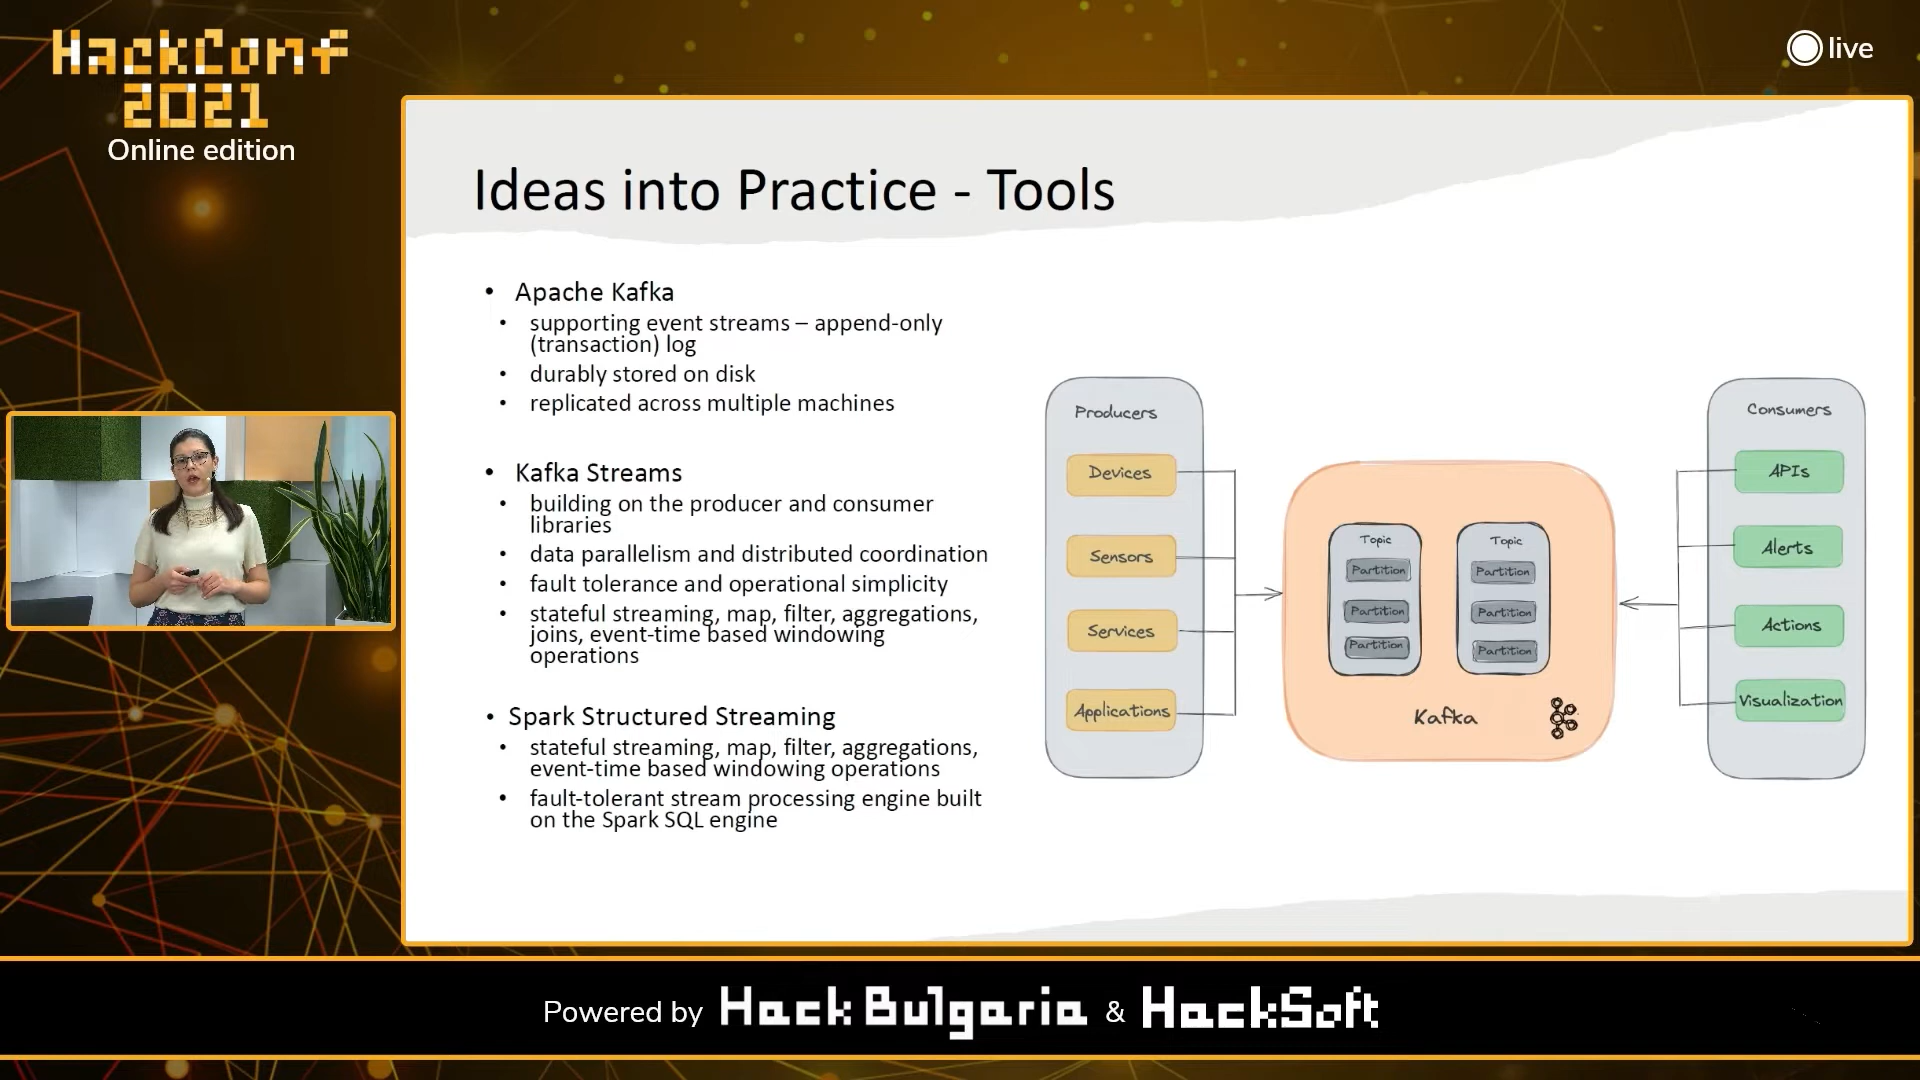 HackConf
2021
Online edition
live
Ideas into Practice - Tools
• Apache Kafka
• supporting event streams – append-only
(transaction) log
• durably stored on disk
• replicated across multiple machines
• Kafka Streams
• building on the producer and consumer
libraries
• data parallelism and distributed coordination
• fault tolerance and operational simplicity
• stateful streaming, map, filter, aggregations,
joins, event-time based windowing
operations
• Spark Structured Streaming
• stateful streaming, map, filter, aggregations,
event-time based windowing operations
• fault-tolerant stream processing engine built
on the Spark SQL engine
Producers
Devices
Sensors
Services
Applications
Topic
Partition
Partition
Partition
Topic
Partition
Partition
Partition
Kafka
Consumers
APIs
Alerts
Actions
Visualization
Powered by Hack Bulgaria & HackSoft